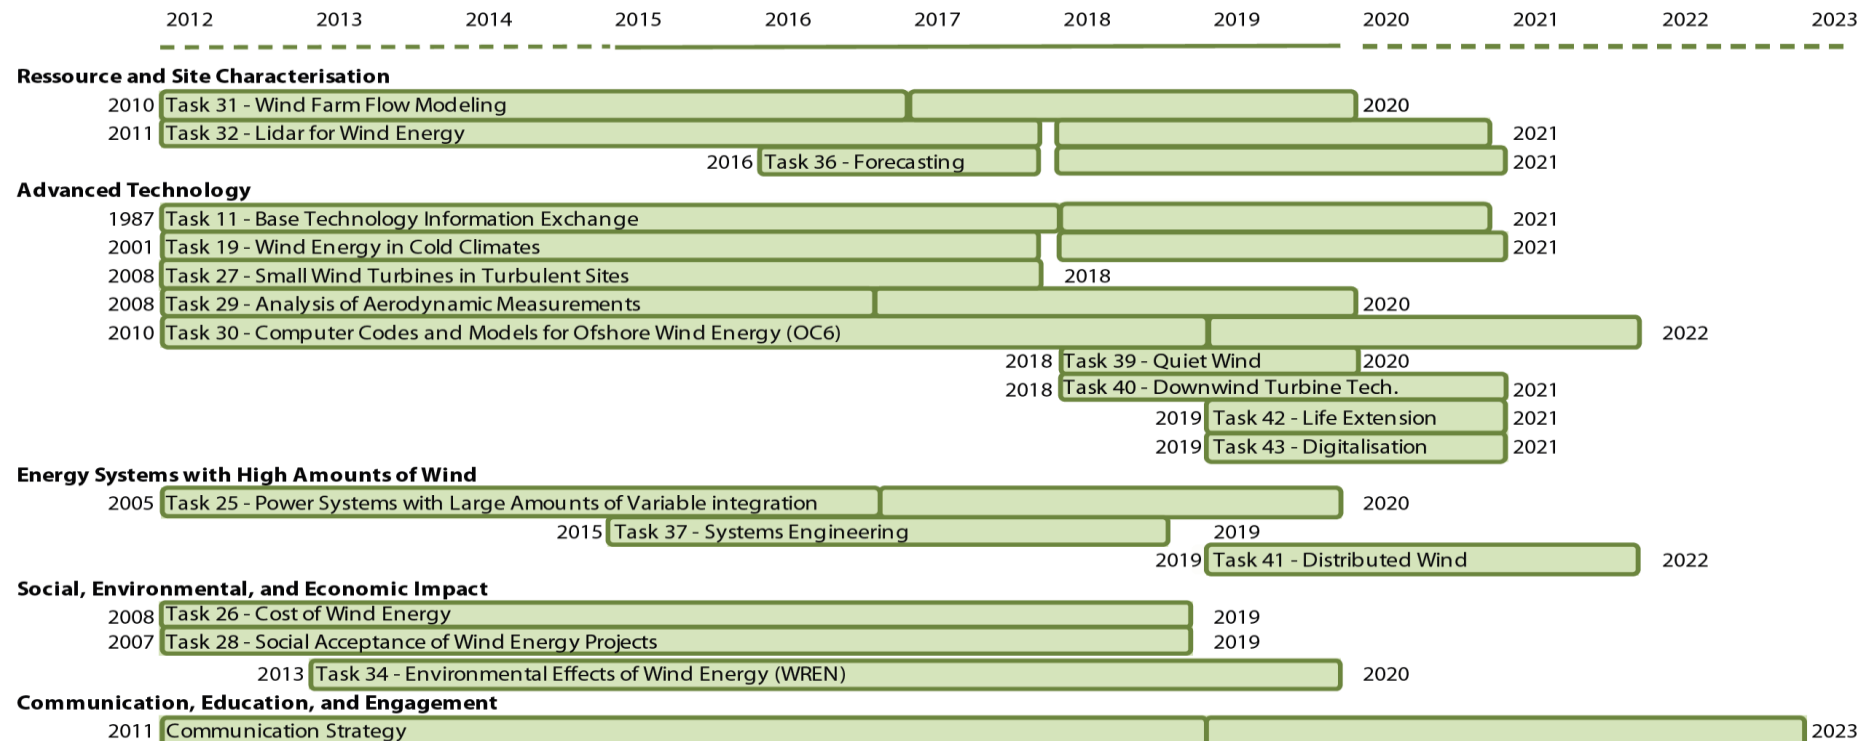 2012 2013 2014 2015 2016 2017 2018 2019 2020 2021 2022 2023
Ressource and Site Characterisation
2010 Task 31 - Wind Farm Flow Modeling 2020
2011 Task 32 - Lidar for Wind Energy 2021
2016 Task 36 - Forecasting 2021
Advanced Technology
1987 Task 11 - Base Technology Information Exchange 2021
2001 Task 19 - Wind Energy in Cold Climates 2021
2008 Task 27 - Small Wind Turbines in Turbulent Sites 2018
2008 Task 29 - Analysis of Aerodynamic Measurements 2020
2010 Task 30 - Computer Codes and Models for Ofshore Wind Energy (OC6) 2022
2018 Task 39 - Quiet Wind 2020
2018 Task 40 - Downwind Turbine Tech. 2021
2019 Task 42 - Life Extension 2021
2019 Task 43 - Digitalisation 2021
Energy Systems with High Amounts of Wind
2005 Task 25 - Power Systems with Large Amounts of Variable integration 2020
2015 Task 37 - Systems Engineering 2019
2019 Task 41 - Distributed Wind 2022
Social, Environmental, and Economic Impact
2008 Task 26 - Cost of Wind Energy 2019
2007 Task 28 - Social Acceptance of Wind Energy Projects 2019
2013 Task 34 - Environmental Effects of Wind Energy (WREN) 2020
Communication, Education, and Engagement
2011 Communication Strategy 2023